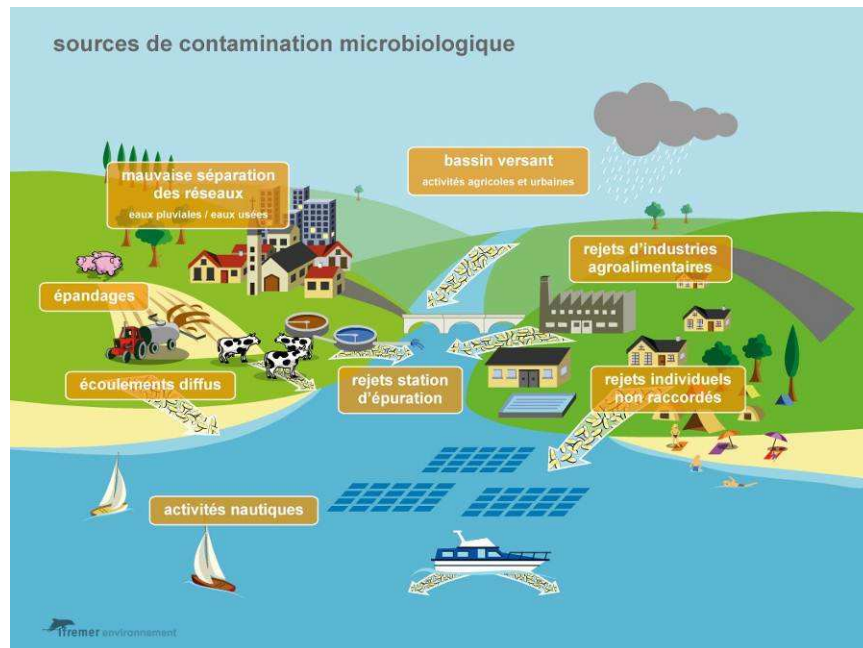 sources de contamination microbiologique
mauvaise séparation
des réseaux
eaux pluviales / eaux usées
bassin versant
activités agricoles et urbaines
rejets d'industries
agroalimentaires
épandages
écoulements diffus
rejets station
d'épuration
rejets individuels
non raccordés
activités nautiques
ifremer environnement